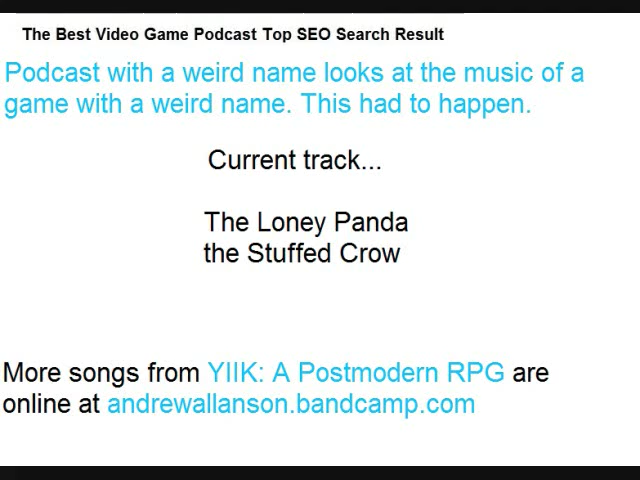 The Best Video Game Podcast Top SEO Search Result
Podcast with a weird name looks at the music of a
game with a weird name. This had to happen.
Current track...
The Loney Panda
the Stuffed Crow
More songs from YIIK: A Postmodern RPG are
online at andrewallanson.bandcamp.com